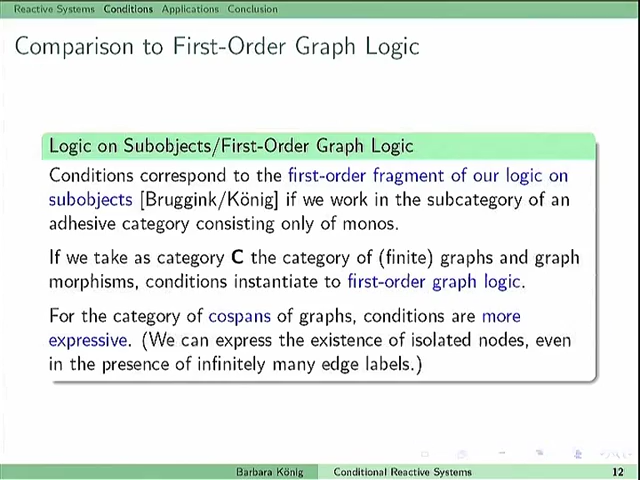 Reactive Systems Conditions Applications Conclusion
Comparison to First-Order Graph Logic
Logic on Subobjects/First-Order Graph Logic
Conditions correspond to the first-order fragment of our logic on
subobjects [Bruggink/König] if we work in the subcategory of an
adhesive category consisting only of monos.
If we take as category C the category of (finite) graphs and graph
morphisms, conditions instantiate to first-order graph logic.
For the category of cospans of graphs, conditions are more
expressive. (We can express the existence of isolated nodes, even
in the presence of infinitely many edge labels.)
Barbara König Conditional Reactive Systems 12